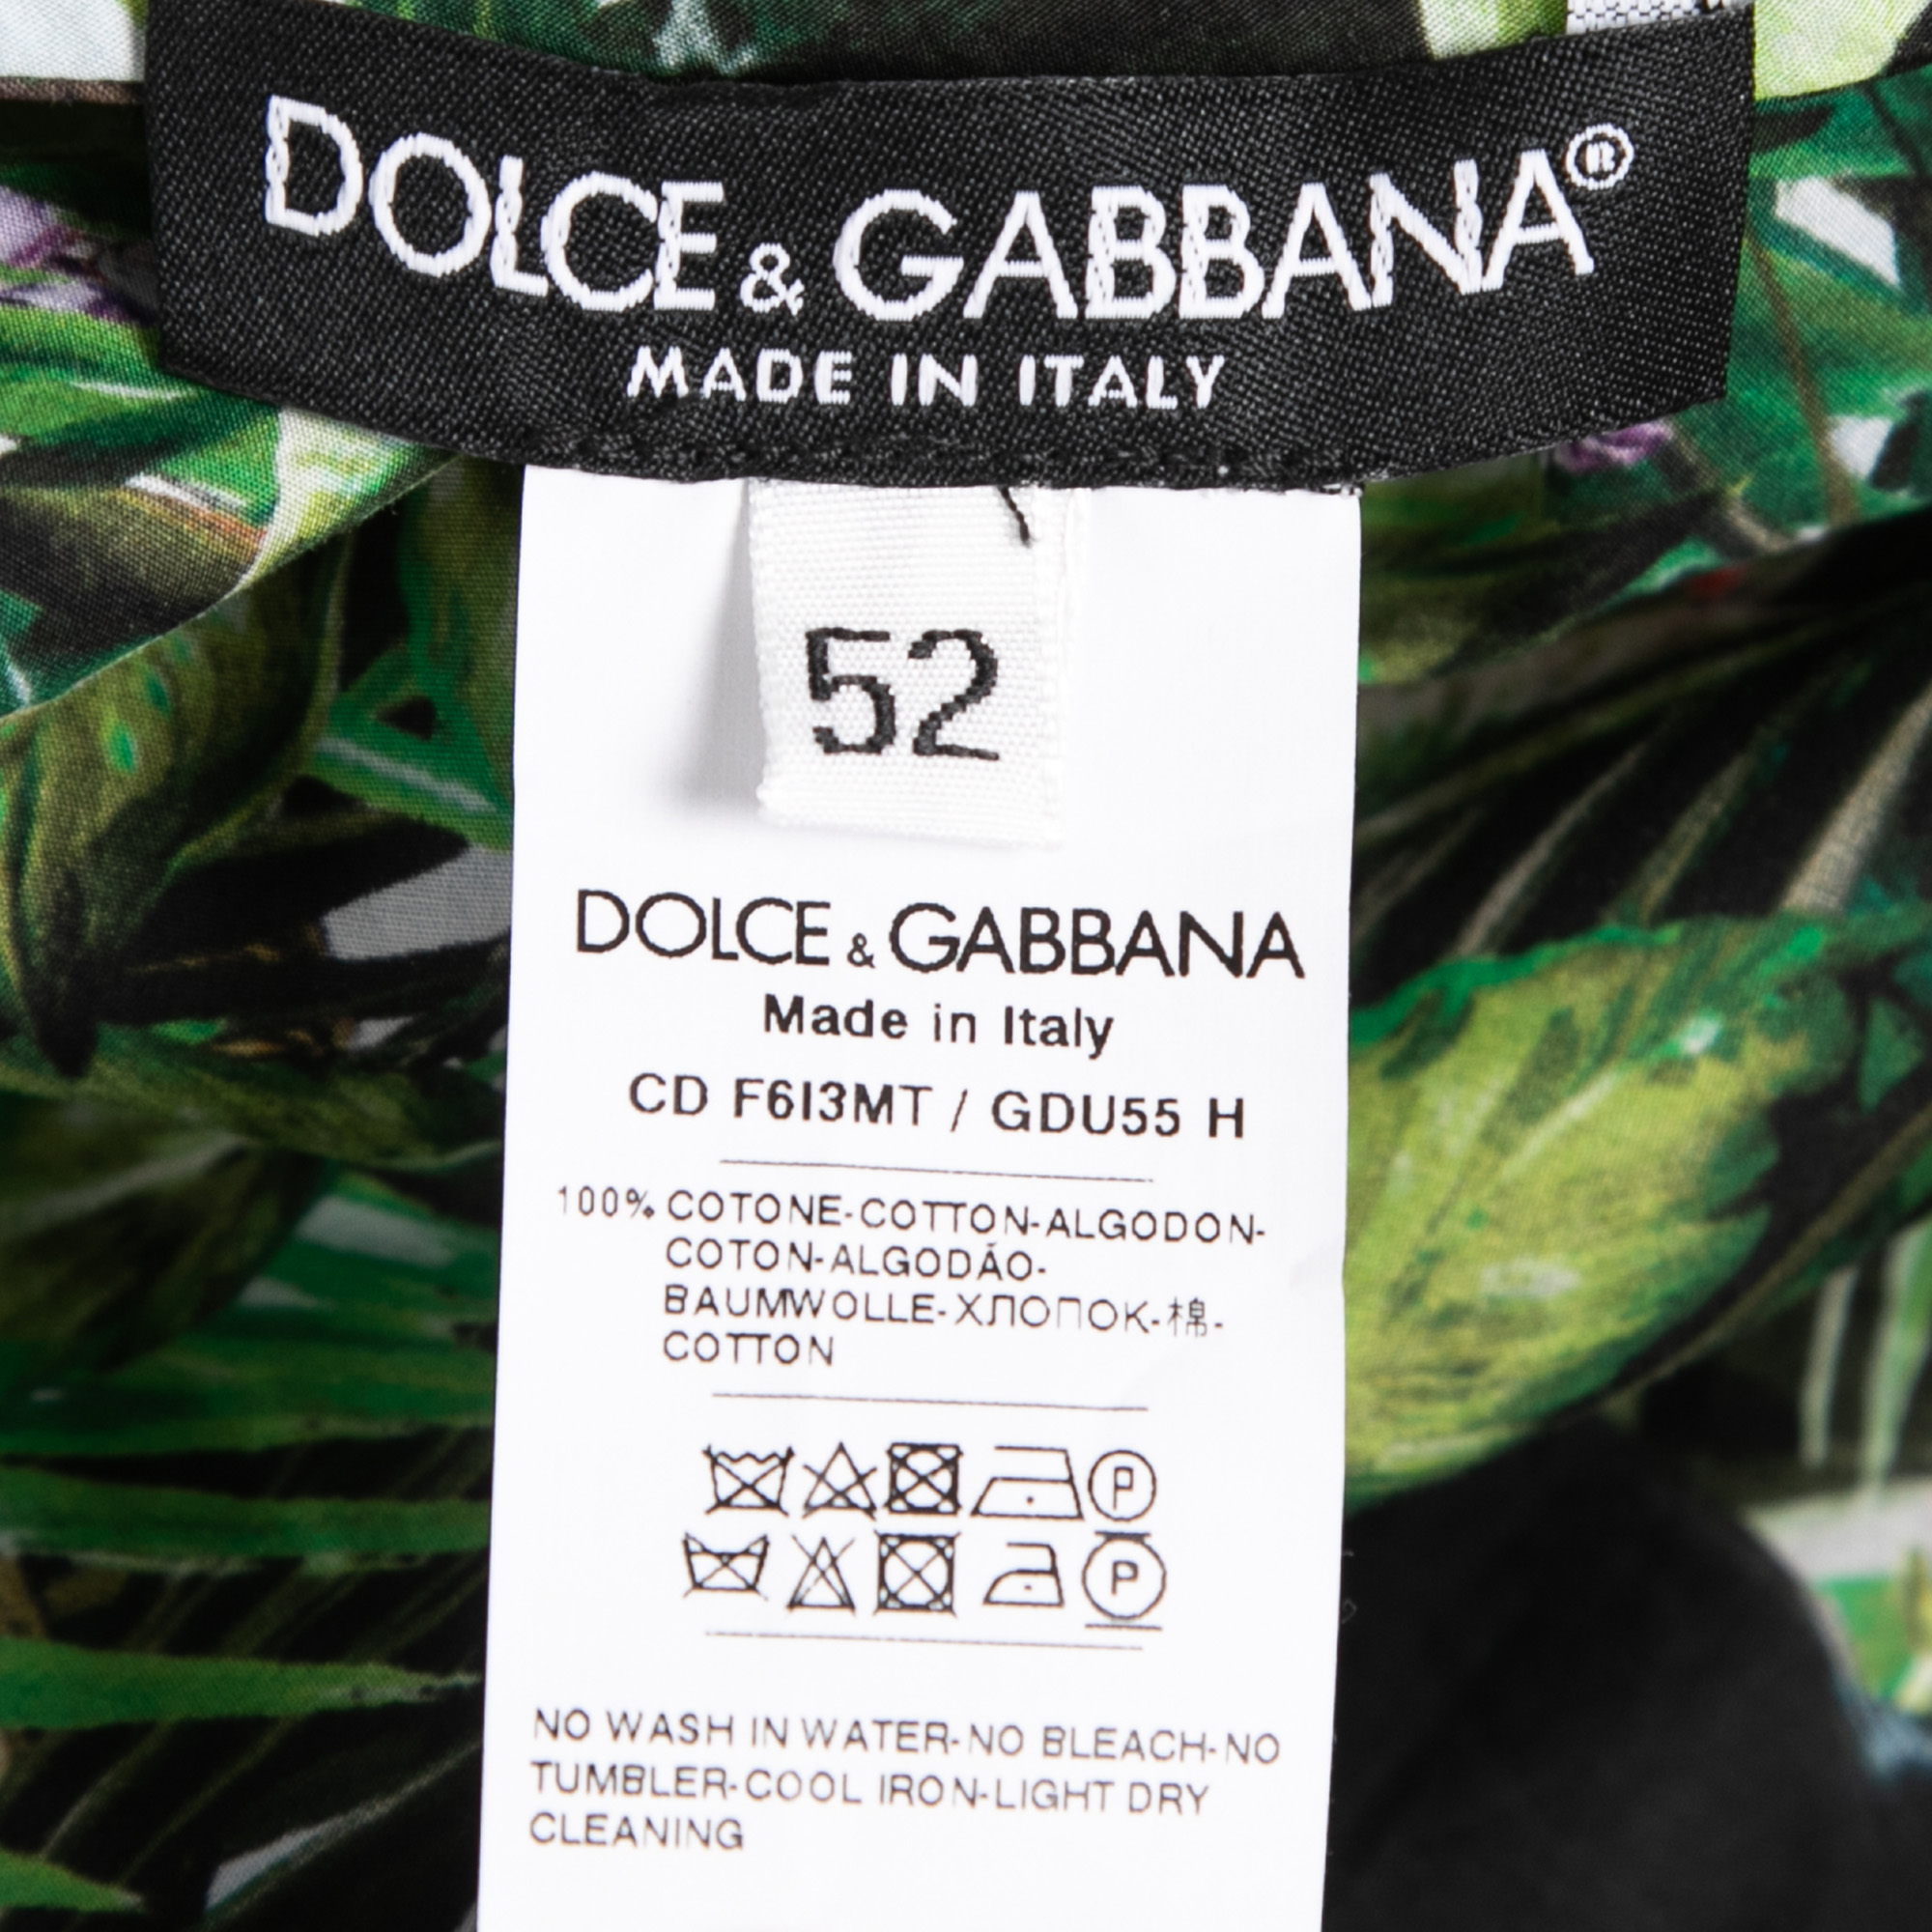 DOLCE & GABBANA®
MADE IN ITALY
52
DOLCE & GABBANA
Made in Italy
CD F6I3MT / GDU55 H
100% COTONE-COTTON-ALGODON-
COTON-ALGODÃO-
BAUMWOLLE-ХЛОПОК-棉-
COTTON
P
P
NO WASH IN WATER-NO BLEACH-NO
TUMBLER-COOL IRON-LIGHT DRY
CLEANING